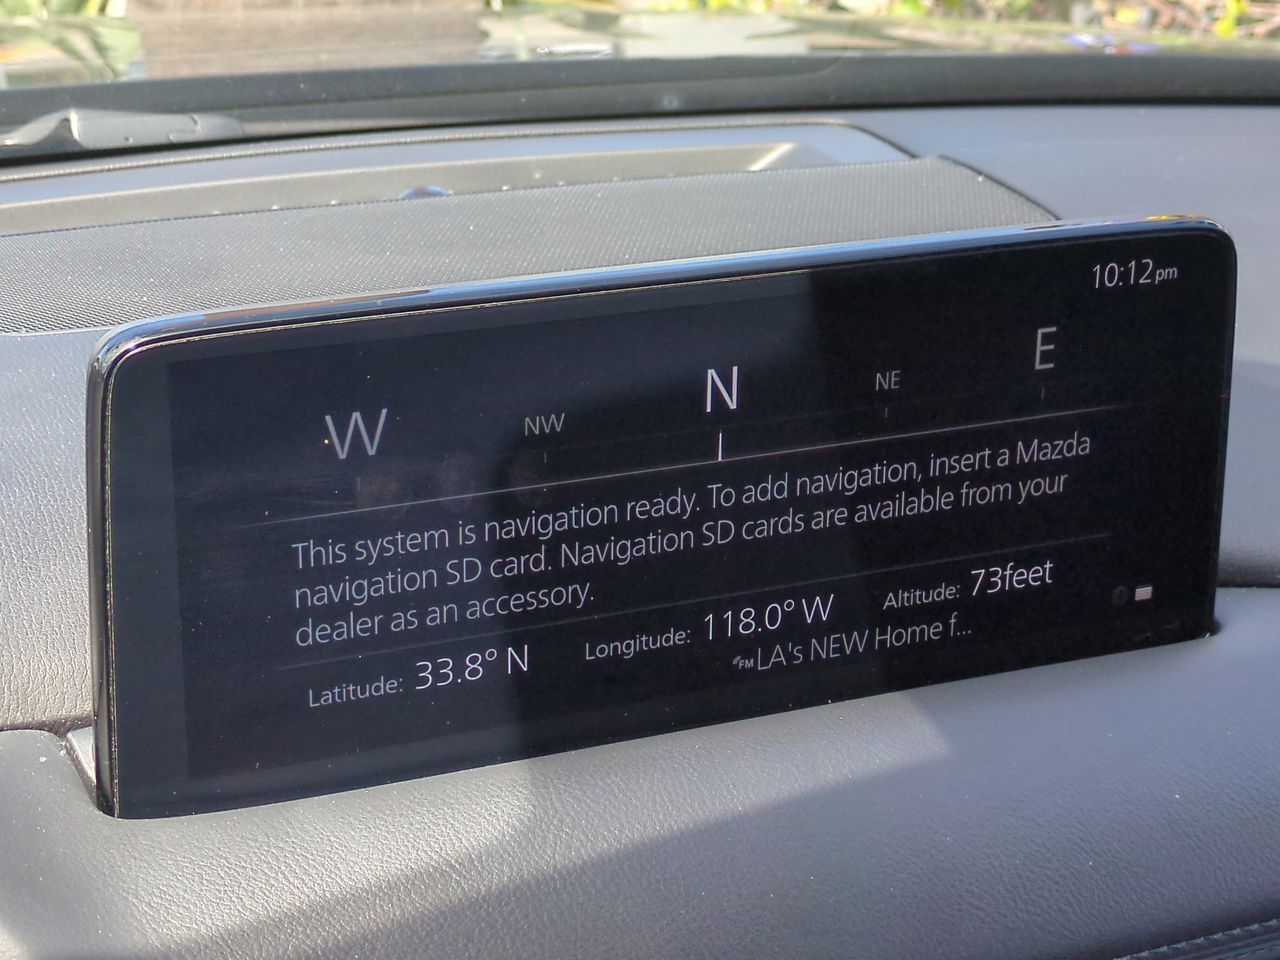 10:12pm
W NW N NE E
This system is navigation ready. To add navigation, insert a Mazda
navigation SD card. Navigation SD cards are available from your
dealer as an accessory.
Latitude: 33.8° N Longitude: 118.0° W Altitude: 73feet
FM LA's NEW Home f...